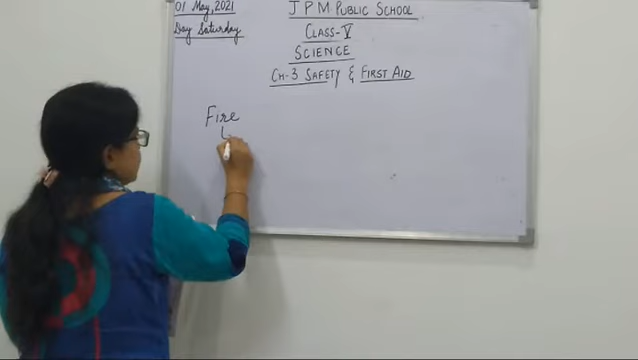 01 May, 2021
Day Saturday
J P M PUBLIC SCHOOL
CLASS-V
SCIENCE
CH-3 SAFETY & FIRST AID
Fire